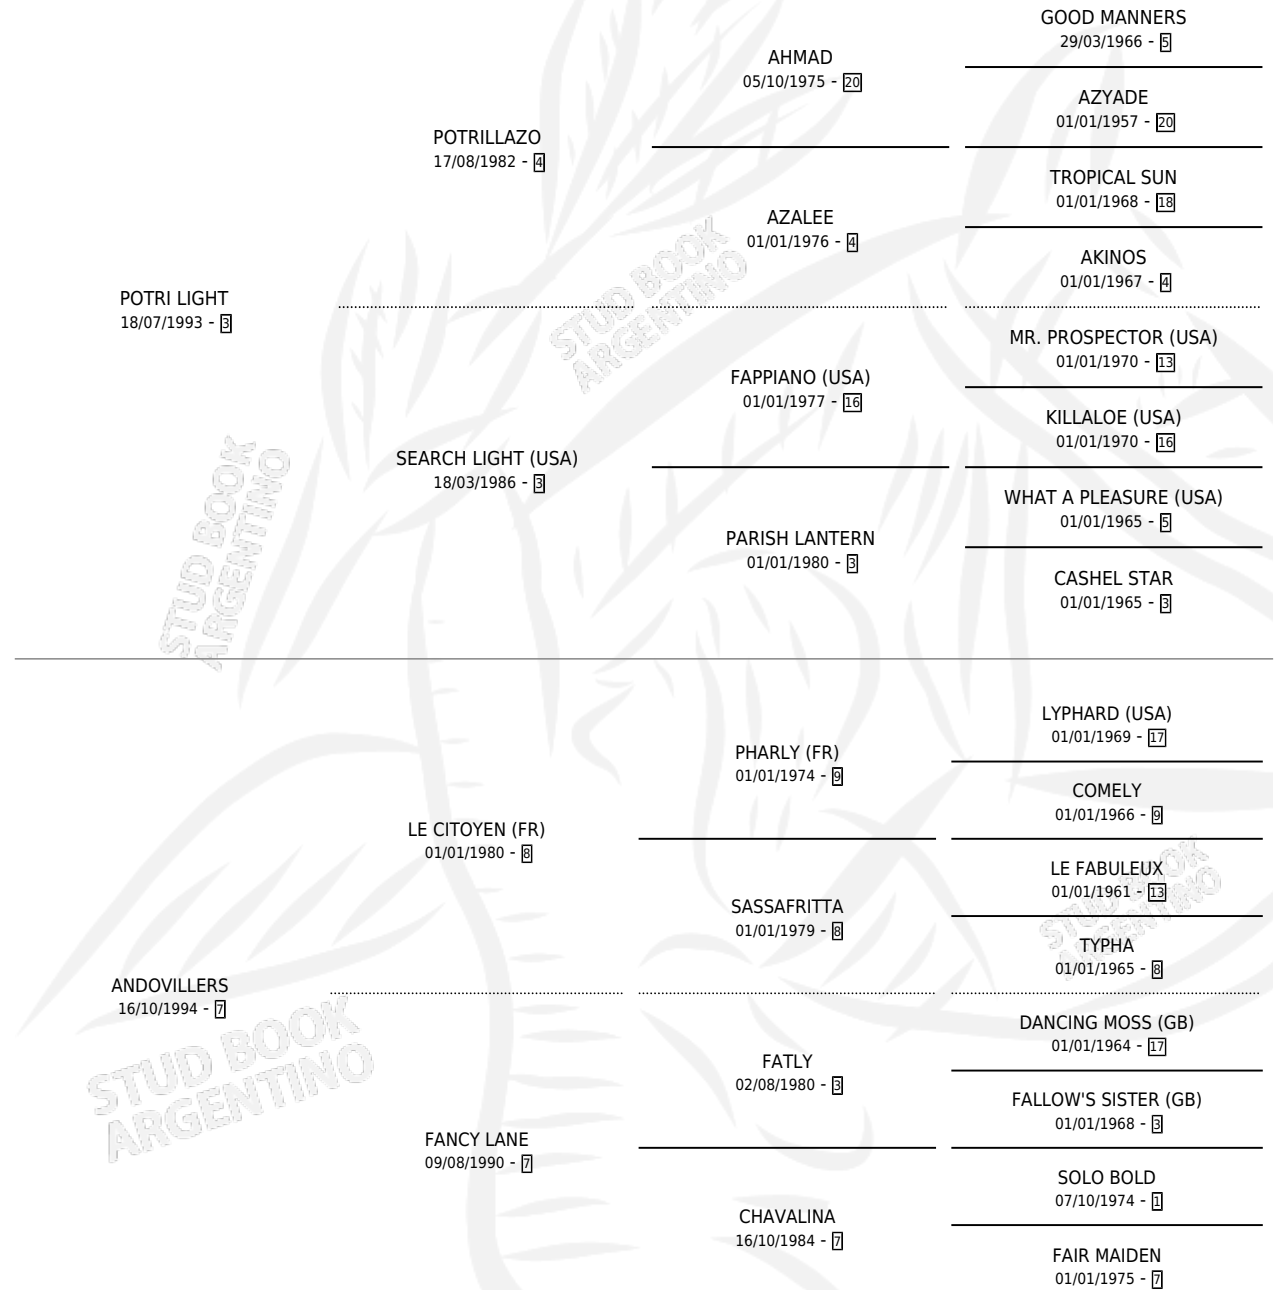 GOOD MANNERS
29/03/1966 - 5
AHMAD
05/10/1975 - 20
AZYADE
01/01/1957 - 20
POTRILLAZO
17/08/1982 - 4
TROPICAL SUN
01/01/1968 - 18
AZALEE
01/01/1976 - 4
AKINOS
01/01/1967 - 4
POTRI LIGHT
18/07/1993 - 3
MR. PROSPECTOR (USA)
01/01/1970 - 13
FAPPIANO (USA)
01/01/1977 - 16
KILLALOE (USA)
01/01/1970 - 16
SEARCH LIGHT (USA)
18/03/1986 - 3
WHAT A PLEASURE (USA)
01/01/1965 - 5
PARISH LANTERN
01/01/1980 - 3
CASHEL STAR
01/01/1965 - 3
LYPHARD (USA)
01/01/1969 - 17
PHARLY (FR)
01/01/1974 - 9
COMELY
01/01/1966 - 9
LE CITOYEN (FR)
01/01/1980 - 8
LE FABULEUX
01/01/1961 - 13
SASSAFRITTA
01/01/1979 - 8
TYPHA
01/01/1965 - 8
ANDOVILLERS
16/10/1994 - 7
DANCING MOSS (GB)
01/01/1964 - 17
FATLY
02/08/1980 - 3
FALLOW'S SISTER (GB)
01/01/1968 - 3
FANCY LANE
09/08/1990 - 7
SOLO BOLD
07/10/1974 - 1
CHAVALINA
16/10/1984 - 7
FAIR MAIDEN
01/01/1975 - 7
STUD BOOK
ARGENTINO
STUD BOOK
ARGENTINO
STUD BOOK
ARGENTINO
STUD BOOK
ARGENTINO